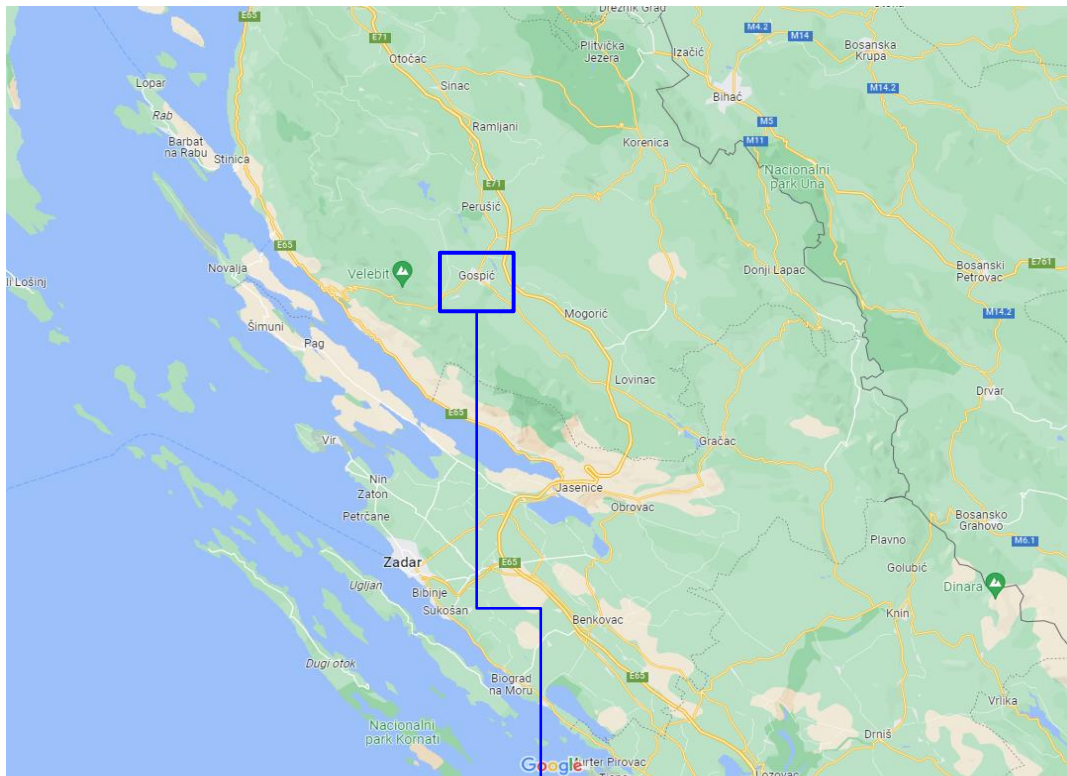 Drežnik Grad
E65
E71
M4.2
M14
Otočac
Plitvička
Jezera
Izačić
Bosanska
Krupa
Lopar
Sinac
Bihać
M14.2
Rab
Ramljani
M5
Barbat
na Rabu
Stinica
Korenica
M11
Nacionalni
park Una
E71
Perušić
E65
Novalja
Velebit
Gospić
Donji Lapac
Bosanski
Petrovac
E761
li Lošinj
Mogorić
M14.2
Šimuni
Pag
Lovinac
Drvar
E65
Vir
Gračac
Nin
Zaton
Jasenice
Petrčane
Obrovac
Bosansko
Grahovo
Plavno
M6.1
Zadar
E65
Golubić
Ugljan
Bibinje
Dinara
Sukošan
Benkovac
Knin
Dugi otok
Biograd
na Moru
E65
Vrlika
Nacionalni
park Kornati
Drniš
Google
Pirovac
Lozovac